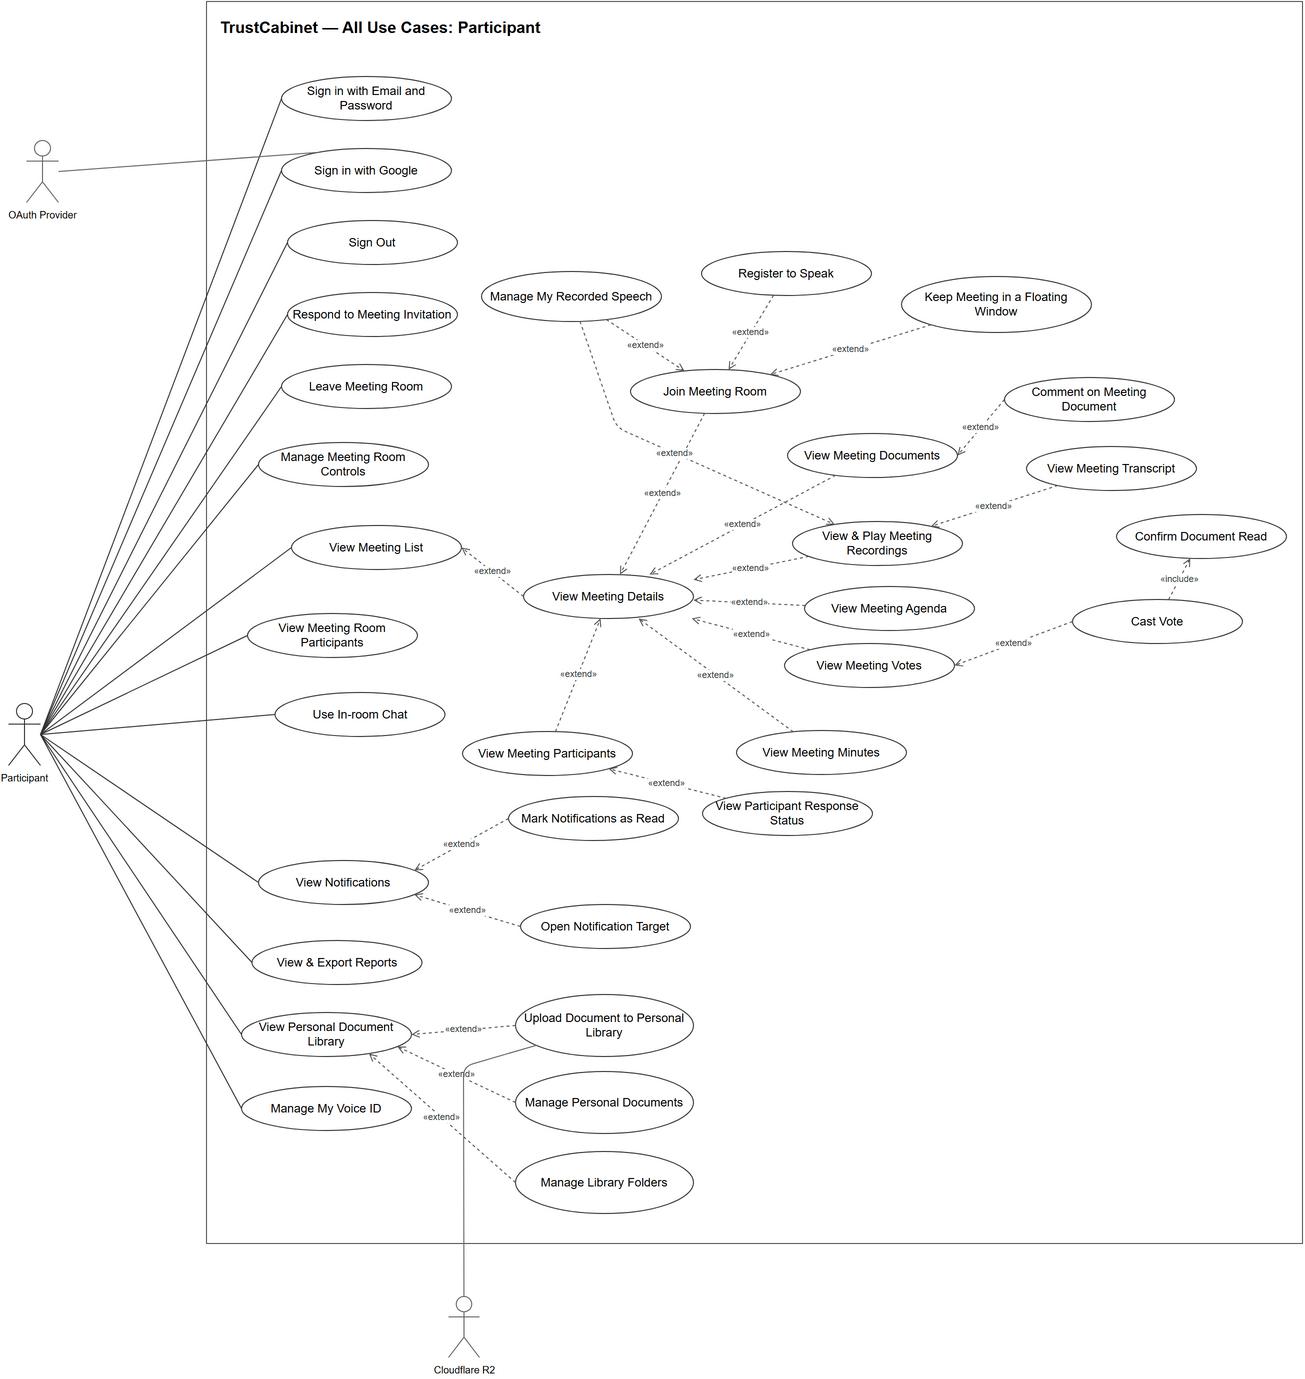 TrustCabinet — All Use Cases: Participant
Sign in with Email and
Password
Sign in with Google
OAuth Provider
Sign Out
Register to Speak
Manage My Recorded Speech
Keep Meeting in a Floating
Window
Respond to Meeting Invitation
«extend»
«extend»
«extend»
Leave Meeting Room
Join Meeting Room
Comment on Meeting
Document
«extend»
Manage Meeting Room
Controls
«extend»
View Meeting Documents
View Meeting Transcript
«extend»
«extend»
«extend»
View Meeting List
View & Play Meeting
Recordings
Confirm Document Read
«extend»
«extend»
«include»
View Meeting Details
«extend»
View Meeting Agenda
Cast Vote
View Meeting Room
Participants
«extend»
«extend»
View Meeting Votes
«extend»
«extend»
Use In-room Chat
View Meeting Participants
View Meeting Minutes
Participant
«extend»
View Participant Response
Status
Mark Notifications as Read
«extend»
View Notifications
«extend»
Open Notification Target
View & Export Reports
Upload Document to Personal
Library
«extend»
View Personal Document
Library
«extend»
Manage Personal Documents
Manage My Voice ID
«extend»
Manage Library Folders
Cloudflare R2